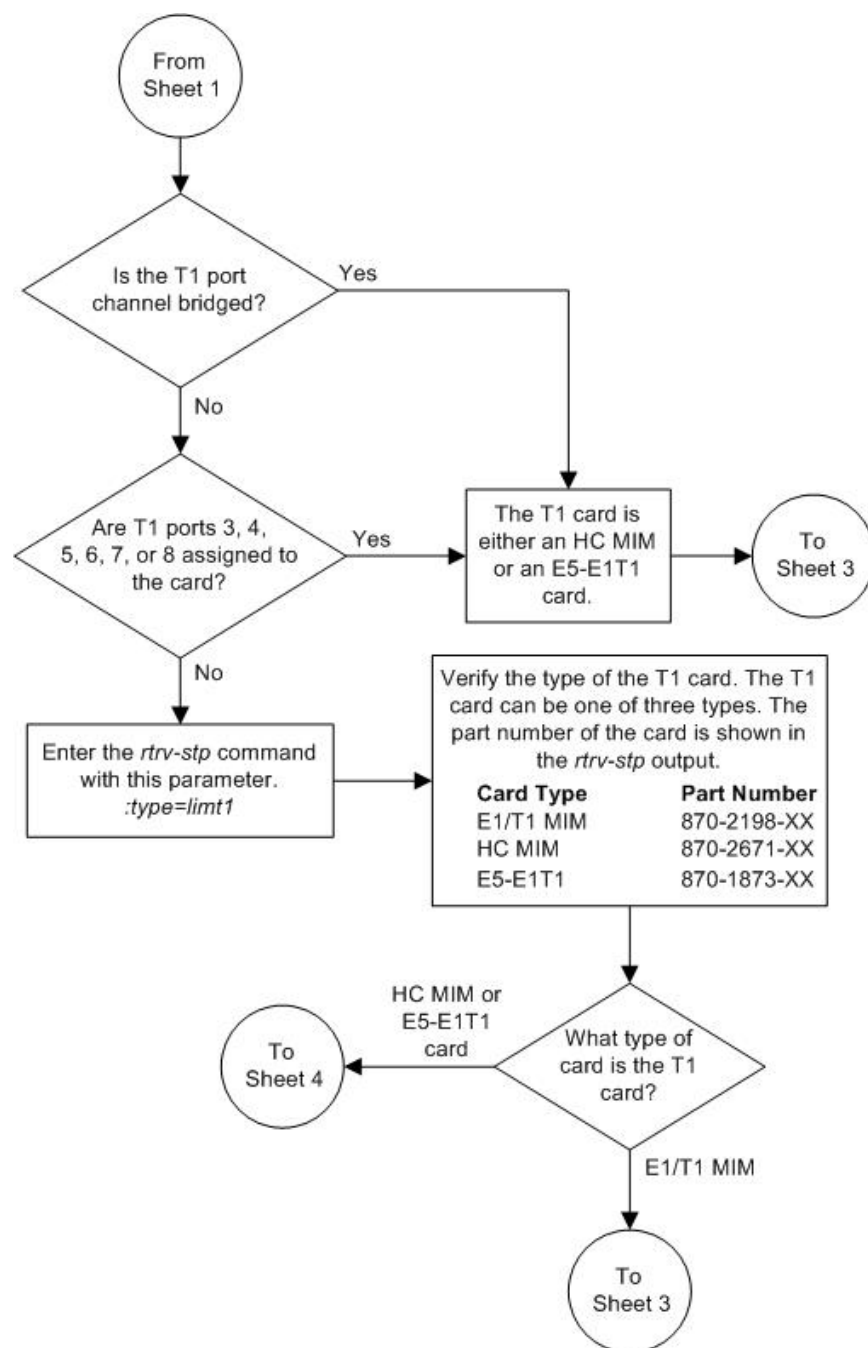 From
Sheet 1
Is the T1 port
channel bridged?
Yes
No
Are T1 ports 3, 4,
5, 6, 7, or 8 assigned to
the card?
Yes
The T1 card is
either an HC MIM
or an E5-E1T1
card.
To
Sheet 3
No
Enter the rtrv-stp command
with this parameter.
:type=limt1
Verify the type of the T1 card. The T1
card can be one of three types. The
part number of the card is shown in
the rtrv-stp output.
Card Type Part Number
E1/T1 MIM 870-2198-XX
HC MIM 870-2671-XX
E5-E1T1 870-1873-XX
What type of
card is the T1
card?
HC MIM or
E5-E1T1
card
To
Sheet 4
E1/T1 MIM
To
Sheet 3